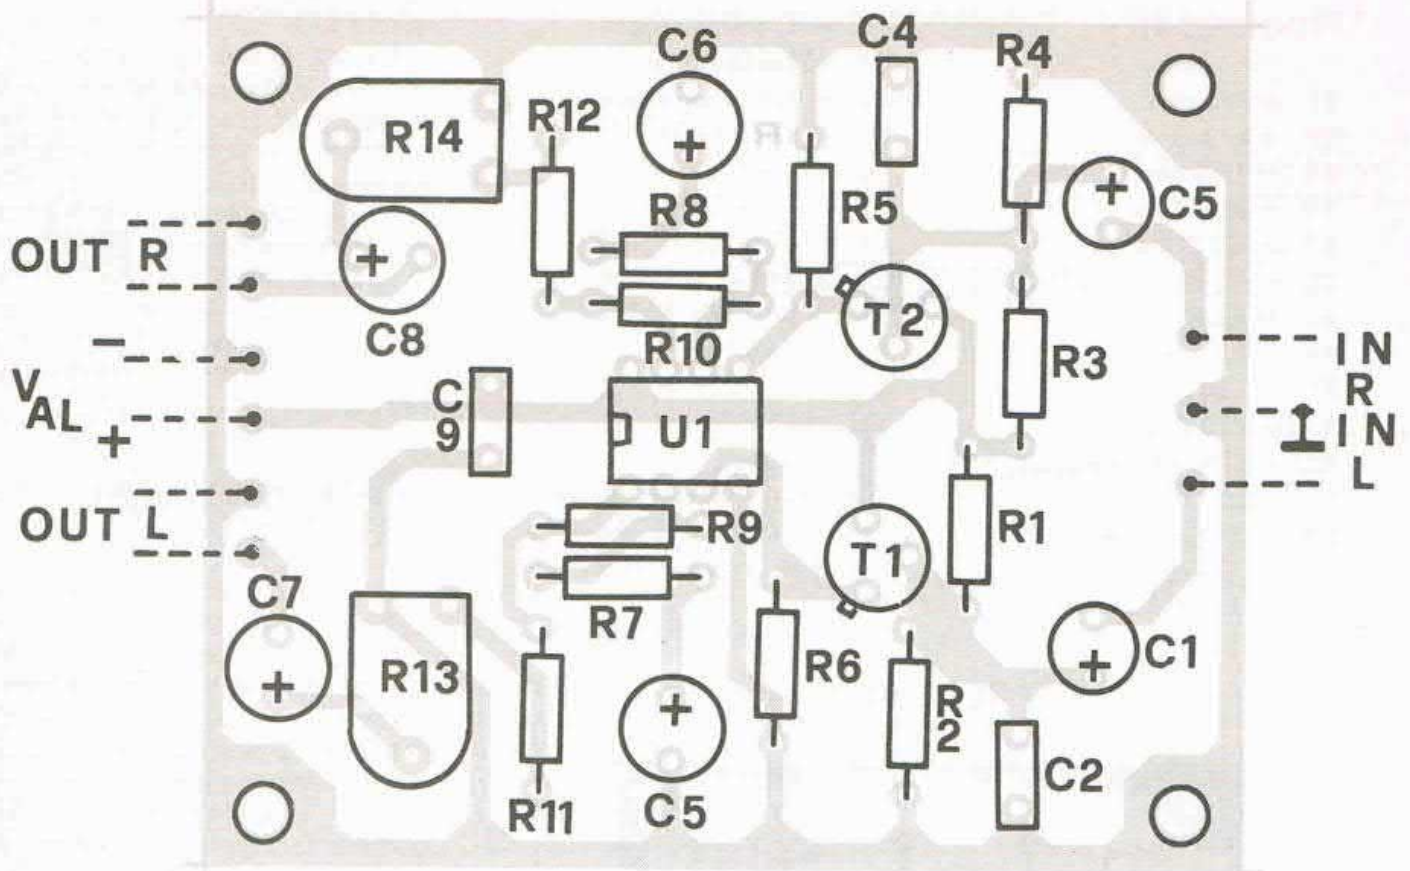 C6
C4
R4
R12
R14
R
R8
R5
C5
OUT R
C8
R10
T2
R3
−
V
AL
+
C
9
U1
IN
R
IN
L
OUT L
R9
R7
T1
R1
C7
R13
R11
C5
R6
R
2
C1
C2